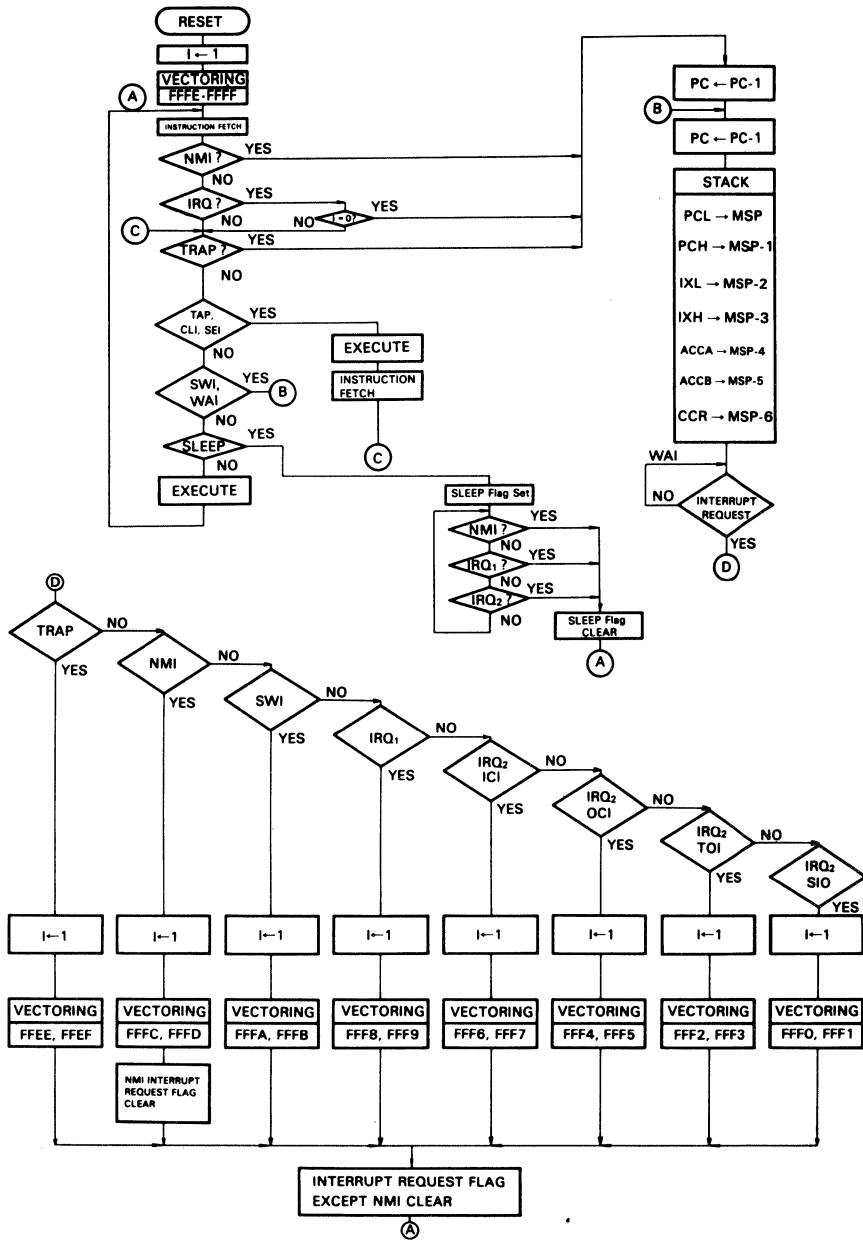 RESET
I ← 1
VECTORING
FFFE-FFFF
A
INSTRUCTION FETCH
NMI ?
YES
NO
IRQ ?
YES
NO
I = 0?
YES
NO
C
TRAP ?
YES
NO
TAP,
CLI, SEI
YES
NO
EXECUTE
INSTRUCTION
FETCH
C
SWI,
WAI
YES
B
NO
SLEEP
YES
NO
EXECUTE
PC ← PC-1
B
PC ← PC-1
STACK
PCL → MSP
PCH → MSP-1
IXL → MSP-2
IXH → MSP-3
ACCA → MSP-4
ACCB → MSP-5
CCR → MSP-6
WAI
NO
INTERRUPT
REQUEST
YES
D
SLEEP Flag Set
NMI ?
YES
NO
IRQ₁ ?
YES
NO
IRQ₂ ?
YES
NO
SLEEP Flag
CLEAR
A
D
TRAP
NO
YES
NMI
NO
YES
SWI
NO
YES
IRQ₁
NO
YES
IRQ₂
ICI
NO
YES
IRQ₂
OCI
NO
YES
IRQ₂
TOI
NO
YES
IRQ₂
SIO
YES
I←1
I←1
I←1
I←1
I←1
I←1
I←1
I←1
VECTORING
FFEE, FFEF
VECTORING
FFFC, FFFD
VECTORING
FFFA, FFFB
VECTORING
FFF8, FFF9
VECTORING
FFF6, FFF7
VECTORING
FFF4, FFF5
VECTORING
FFF2, FFF3
VECTORING
FFF0, FFF1
NMI INTERRUPT
REQUEST FLAG
CLEAR
INTERRUPT REQUEST FLAG
EXCEPT NMI CLEAR
A